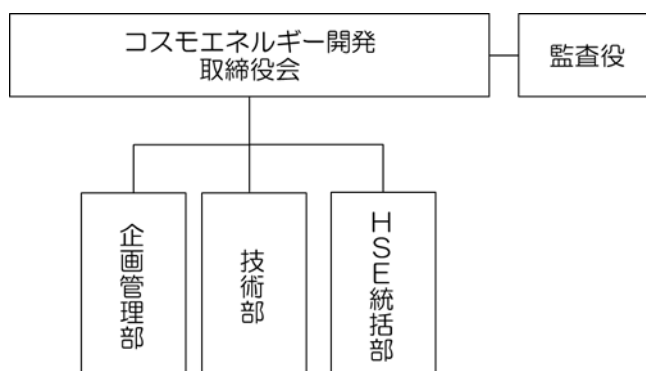 コスモエネルギー開発
取締役会
監査役
企画管理部
技術部
HSE統括部